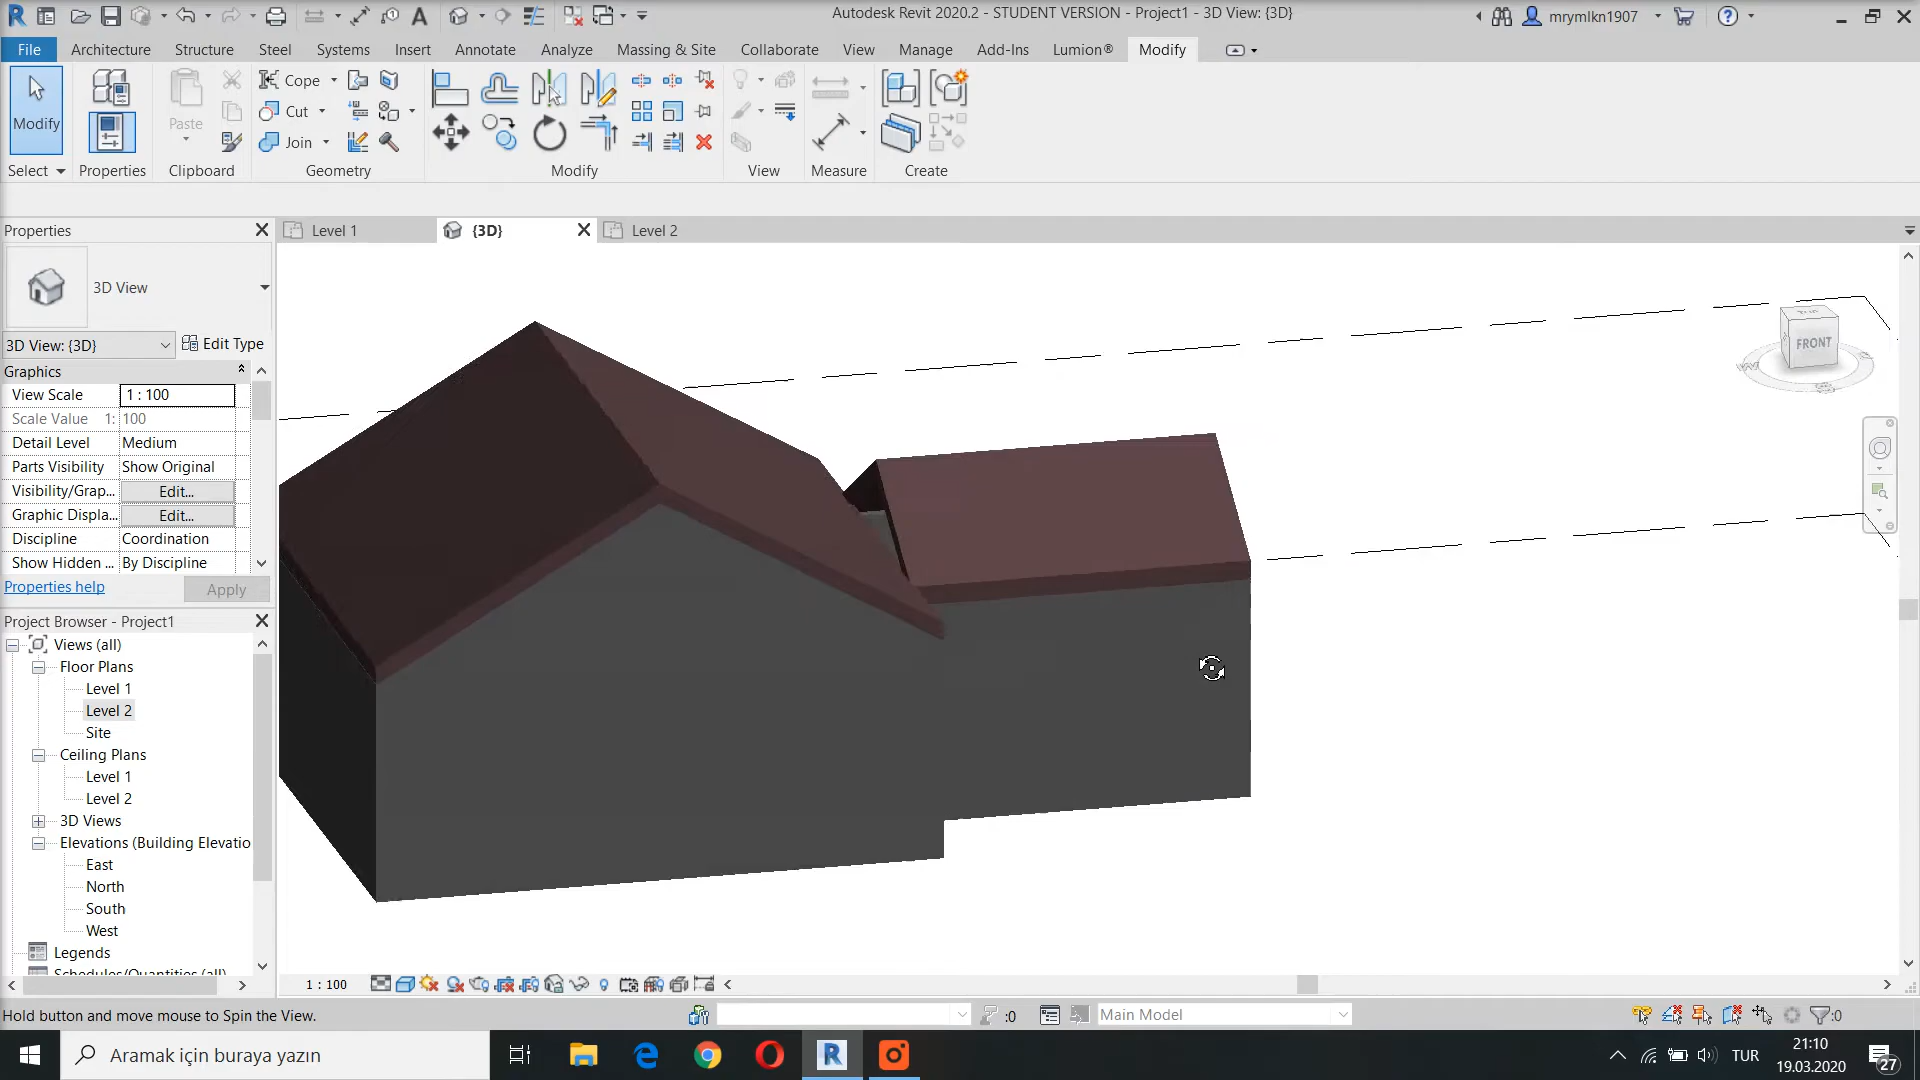 Autodesk Revit 2020.2 - STUDENT VERSION - Project1 - 3D View: {3D}
mrymlkn1907
File Architecture Structure Steel Systems Insert Annotate Analyze Massing & Site Collaborate View Manage Add-Ins Lumion® Modify
Modify
Paste
Cope
Cut
Join
Select Properties Clipboard Geometry Modify View Measure Create
Properties
Level 1
{3D}
Level 2
3D View
3D View: {3D}
Edit Type
Graphics
View Scale 1 : 100
Scale Value 1: 100
Detail Level Medium
Parts Visibility Show Original
Visibility/Grap... Edit...
Graphic Displa... Edit...
Discipline Coordination
Show Hidden ... By Discipline
Properties help
Apply
FRONT
Project Browser - Project1
Views (all)
Floor Plans
Level 1
Level 2
Site
Ceiling Plans
Level 1
Level 2
3D Views
Elevations (Building Elevatio
East
North
South
West
Legends
Schedules/Quantities (all)
1 : 100
Hold button and move mouse to Spin the View.
:0
Main Model
:0
Aramak için buraya yazın
TUR
21:10
19.03.2020
27